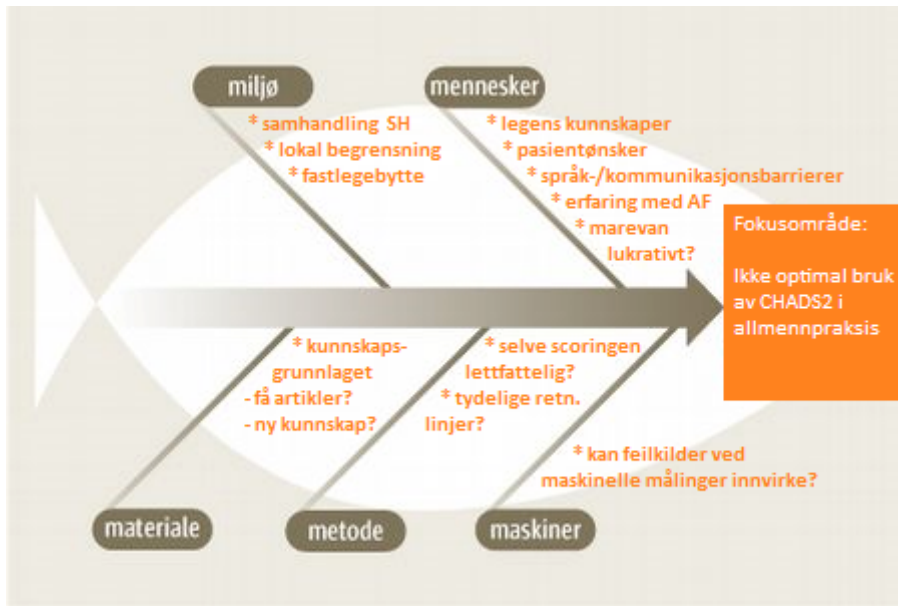 miljø
* samhandling SH
* lokal begrensning
* fastlegebytte
mennesker
* legens kunnskaper
* pasientønsker
* språk-/kommunikasjonsbarrierer
* erfaring med AF
* marevan
lukrativt?
Fokusområde:
Ikke optimal bruk
av CHADS2 i
allmennpraksis
* kunnskaps-
grunnlaget
- få artikler?
- ny kunnskap?
materiale
* selve scoringen
lettfattelig?
* tydelige retn.
linjer?
metode
* kan feilkilder ved
maskinelle målinger innvirke?
maskiner